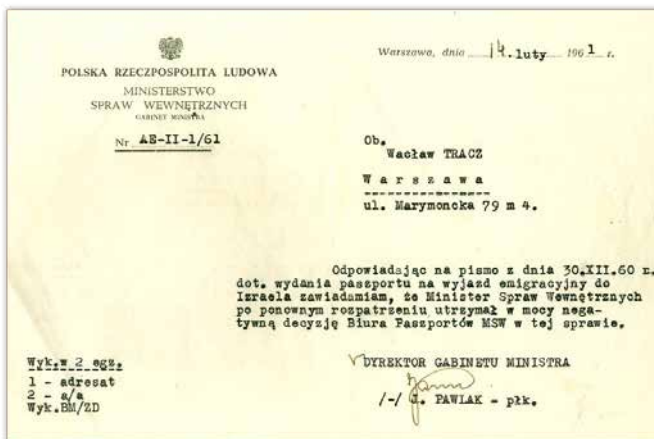 Warszawa, dnia 14. luty 1961 r.
POLSKA RZECZPOSPOLITA LUDOWA
MINISTERSTWO
SPRAW WEWNĘTRZNYCH
GABINET MINISTRA
Nr AE-II-1/61
Ob.
Wacław TRACZ
W a r s z a w a
ul. Marymoncka 79 m 4.
Odpowiadając na pismo z dnia 30.XII.60 r.
dot. wydania paszportu na wyjazd emigracyjny do
Izraela zawiadamiam, że Minister Spraw Wewnętrznych
po ponownym rozpatrzeniu utrzymał w mocy nega-
tywną decyzję Biura Paszportów MSW w tej sprawie.
DYREKTOR GABINETU MINISTRA
/-/ J. PAWLAK - płk.
Wyk.w 2 egz.
1 - adresat
2 - a/a
Wyk.BM/ZD